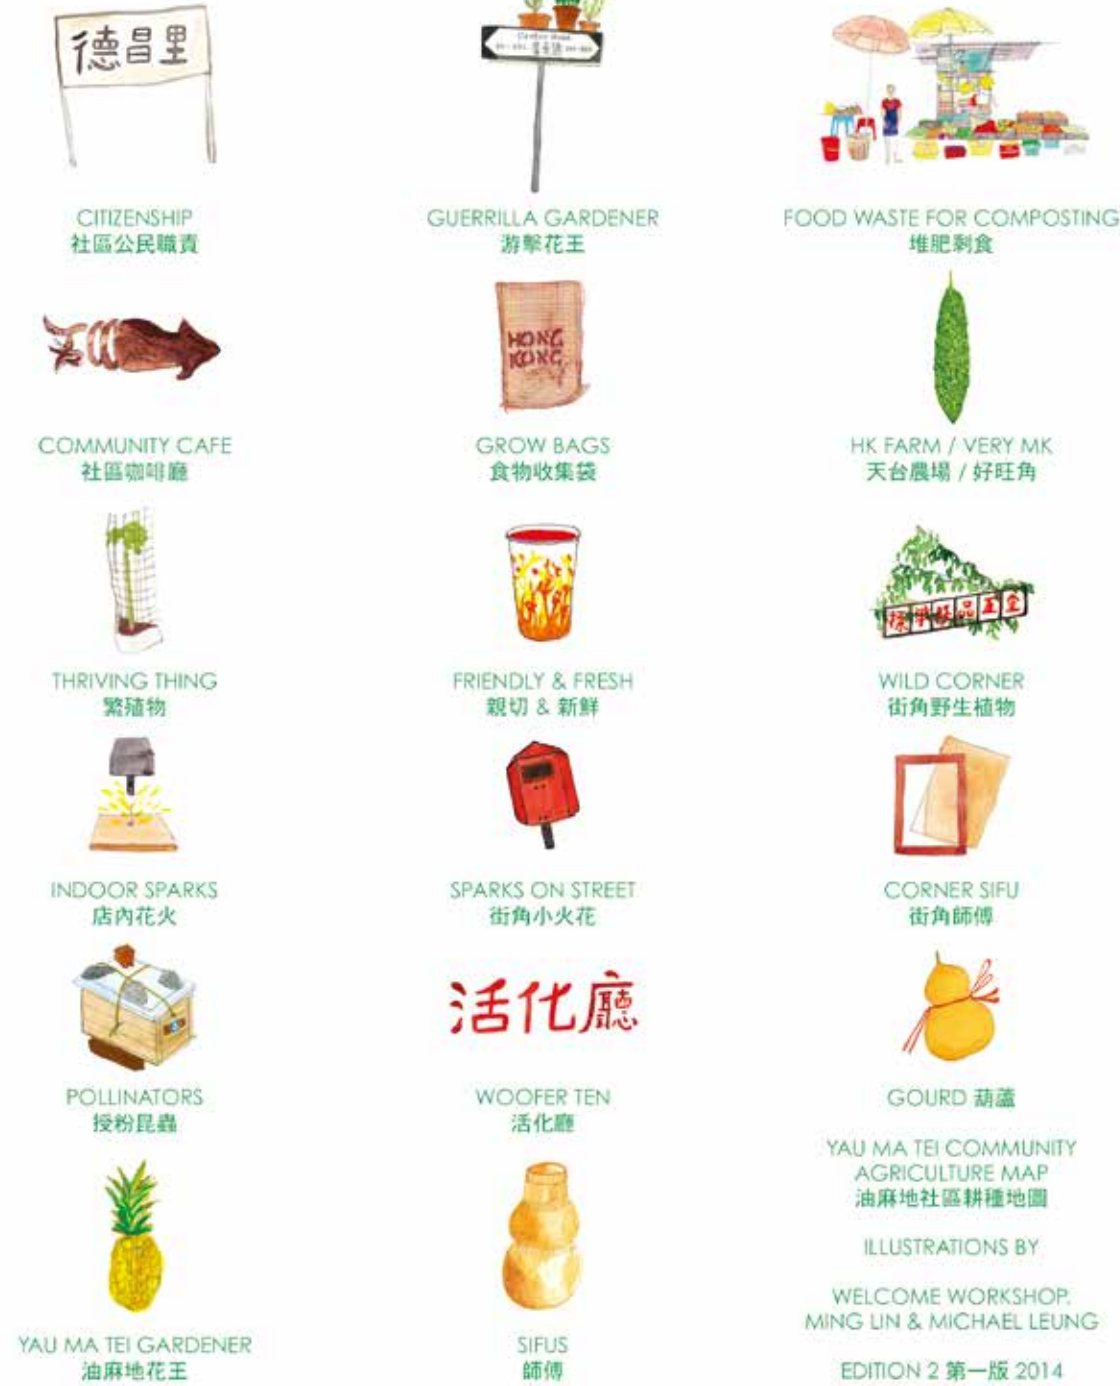 德昌里
CITIZENSHIP
社區公民職責
GUERRILLA GARDENER
游擊花王
FOOD WASTE FOR COMPOSTING
堆肥剩食
COMMUNITY CAFE
社區咖啡廳
HONG
KONG
GROW BAGS
食物收集袋
HK FARM / VERY MK
天台農場 / 好旺角
THRIVING THING
繁殖物
FRIENDLY & FRESH
親切 & 新鮮
WILD CORNER
街角野生植物
INDOOR SPARKS
店內花火
SPARKS ON STREET
街角小火花
CORNER SIFU
街角師傅
POLLINATORS
授粉昆蟲
活化廳
WOOFER TEN
活化廳
GOURD 葫蘆
YAU MA TEI GARDENER
油麻地花王
SIFUS
師傅
YAU MA TEI COMMUNITY
AGRICULTURE MAP
油麻地社區耕種地圖
ILLUSTRATIONS BY
WELCOME WORKSHOP,
MING LIN & MICHAEL LEUNG
EDITION 2 第一版 2014